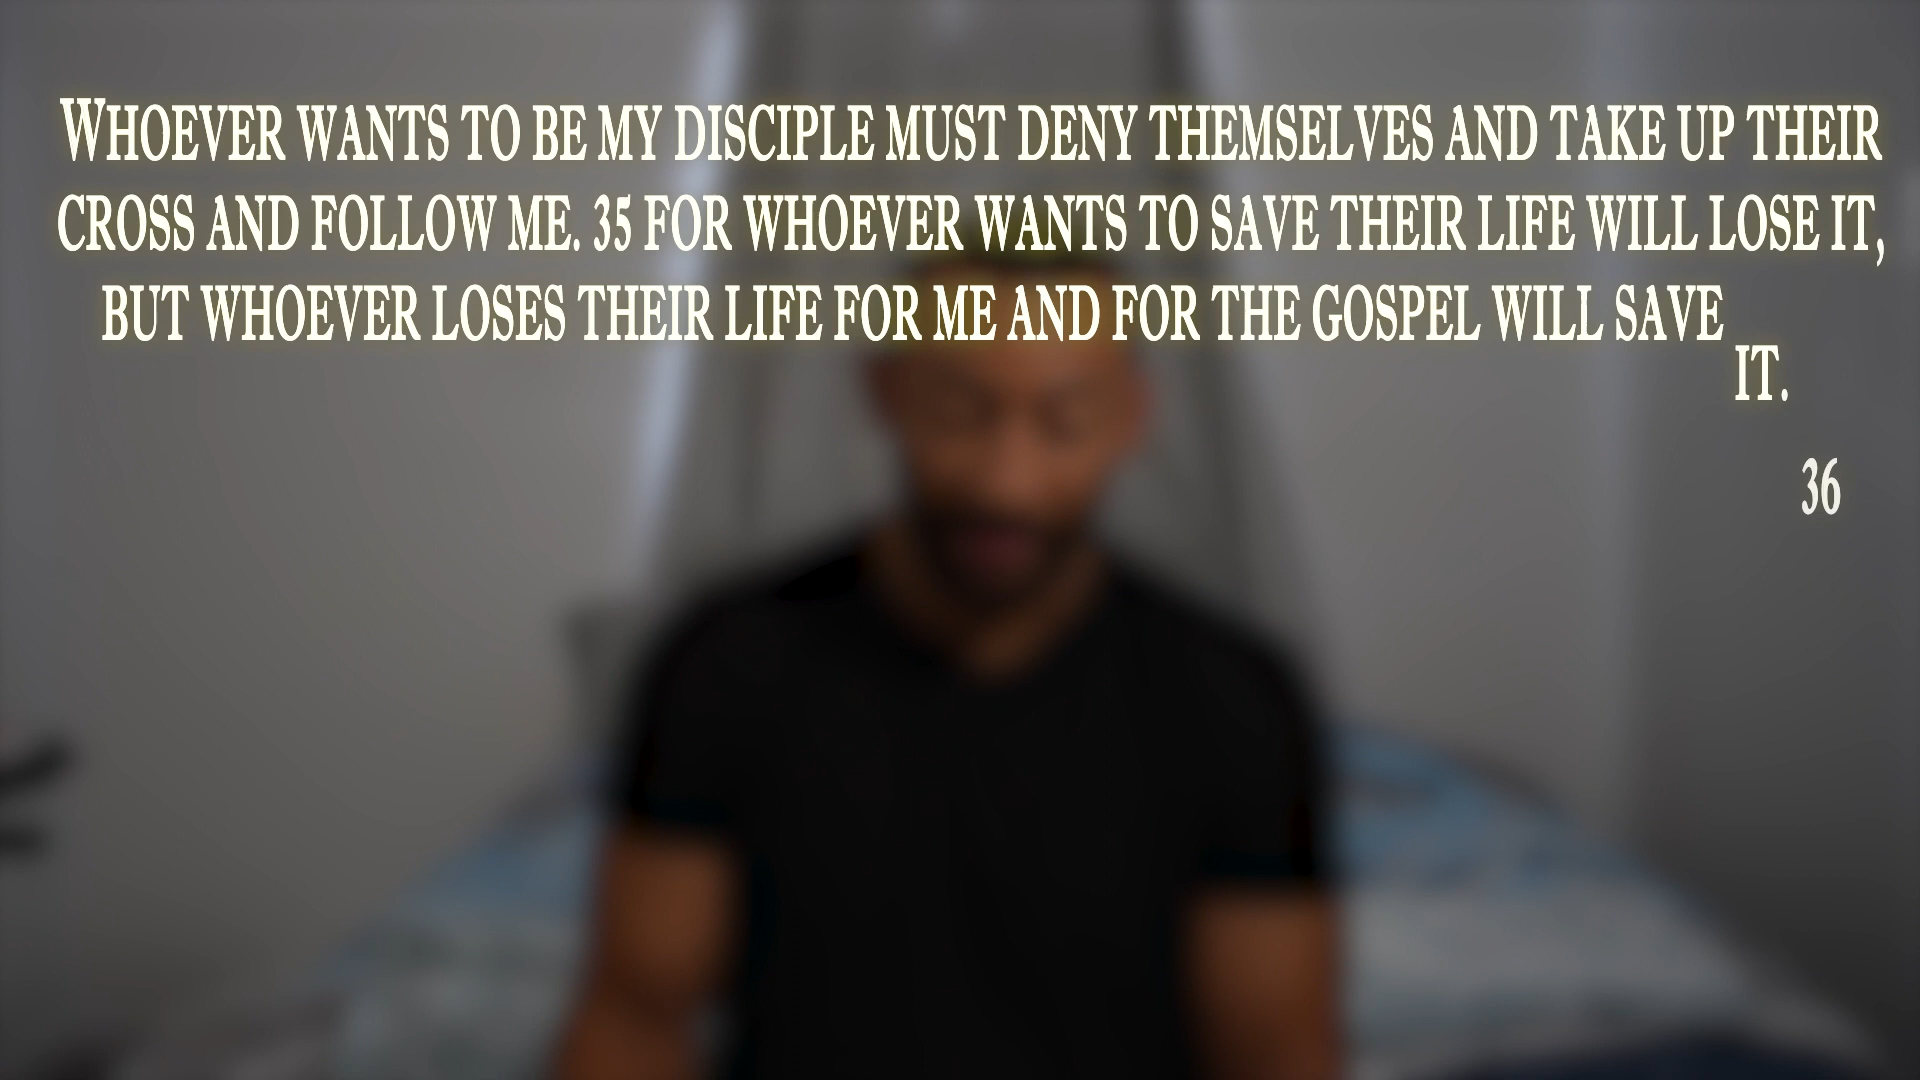 Whoever wants to be my disciple must deny themselves and take up their
cross and follow me. 35 For whoever wants to save their life will lose it,
but whoever loses their life for me and for the gospel will save
it.
36